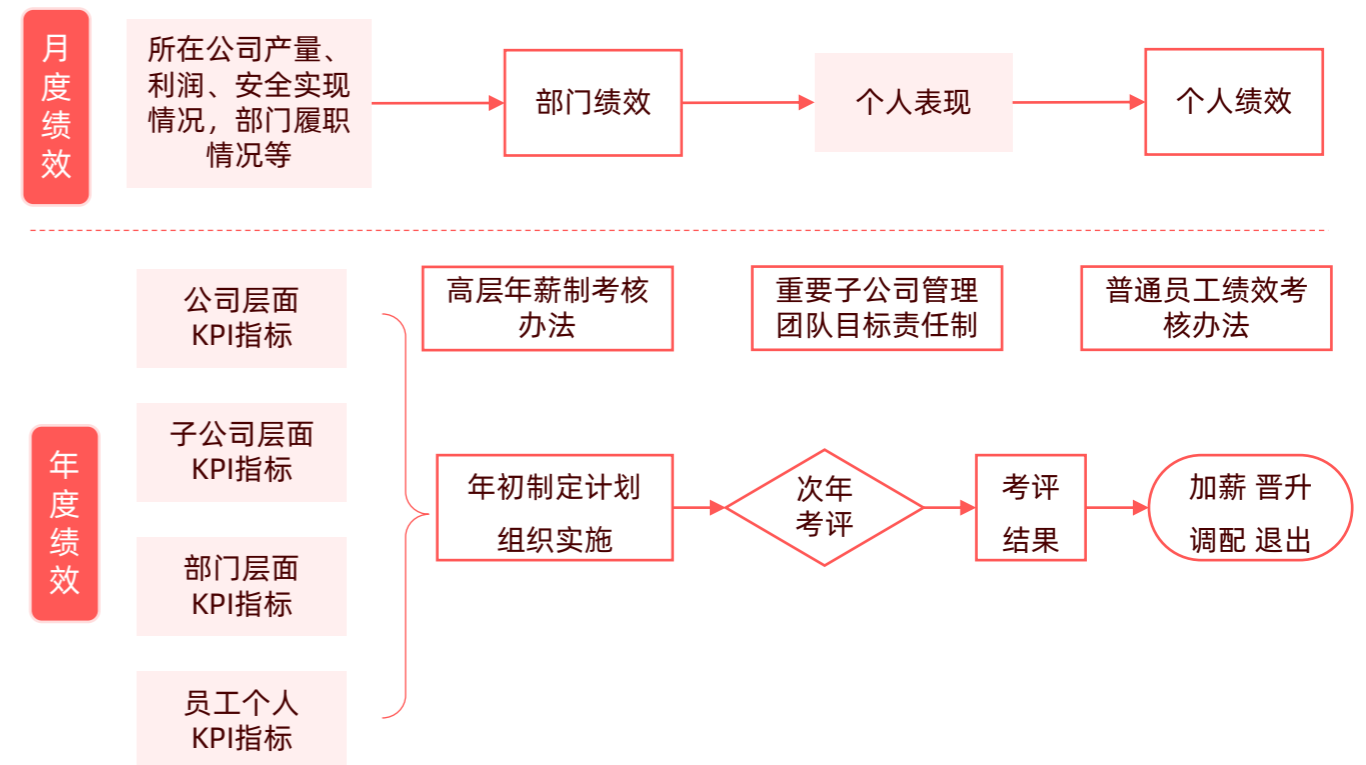 月度绩效
所在公司产量、
利润、安全实现
情况，部门履职
情况等
部门绩效
个人表现
个人绩效
年度绩效
公司层面
KPI指标
子公司层面
KPI指标
部门层面
KPI指标
员工个人
KPI指标
高层年薪制考核
办法
重要子公司管理
团队目标责任制
普通员工绩效考
核办法
年初制定计划
组织实施
次年
考评
考评
结果
加薪 晋升
调配 退出